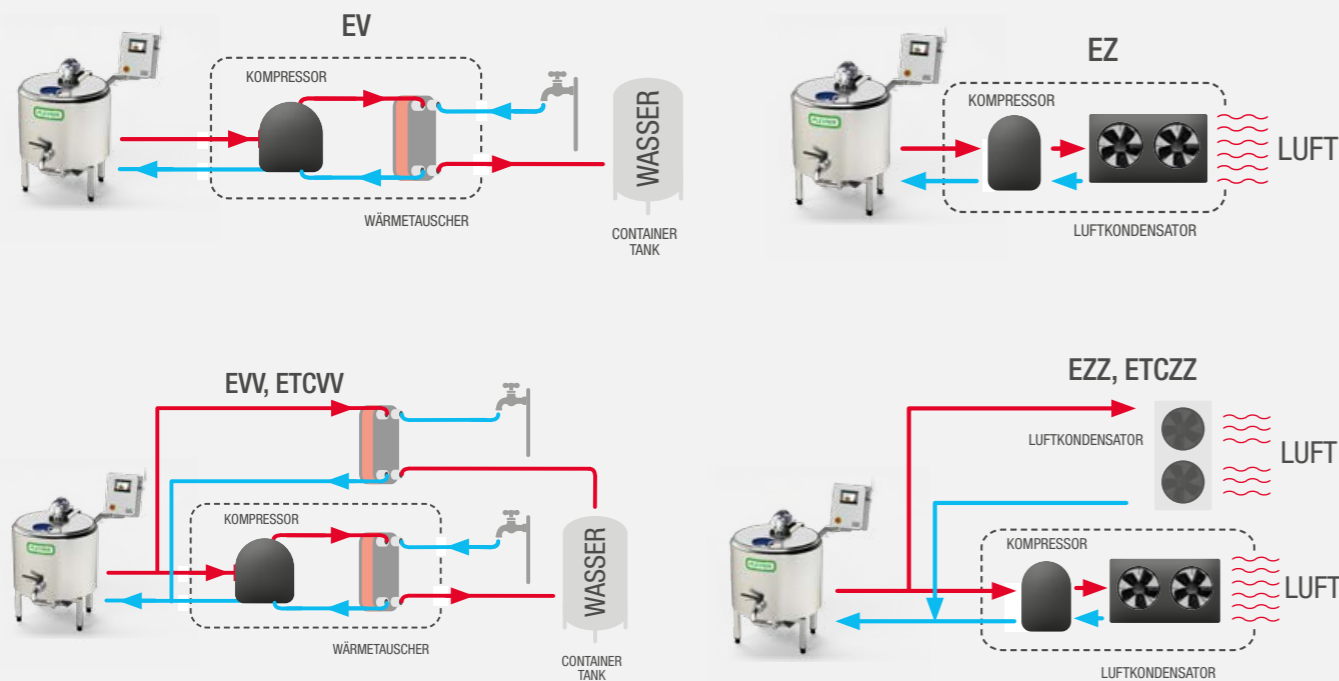 EV
KOMPRESSOR
WASSER
WÄRMETAUSCHER
CONTAINER
TANK
EZ
KOMPRESSOR
LUFT
LUFTKONDENSATOR
EVV, ETCVV
KOMPRESSOR
WASSER
WÄRMETAUSCHER
CONTAINER
TANK
EZZ, ETCZZ
LUFTKONDENSATOR
LUFT
KOMPRESSOR
LUFT
LUFTKONDENSATOR